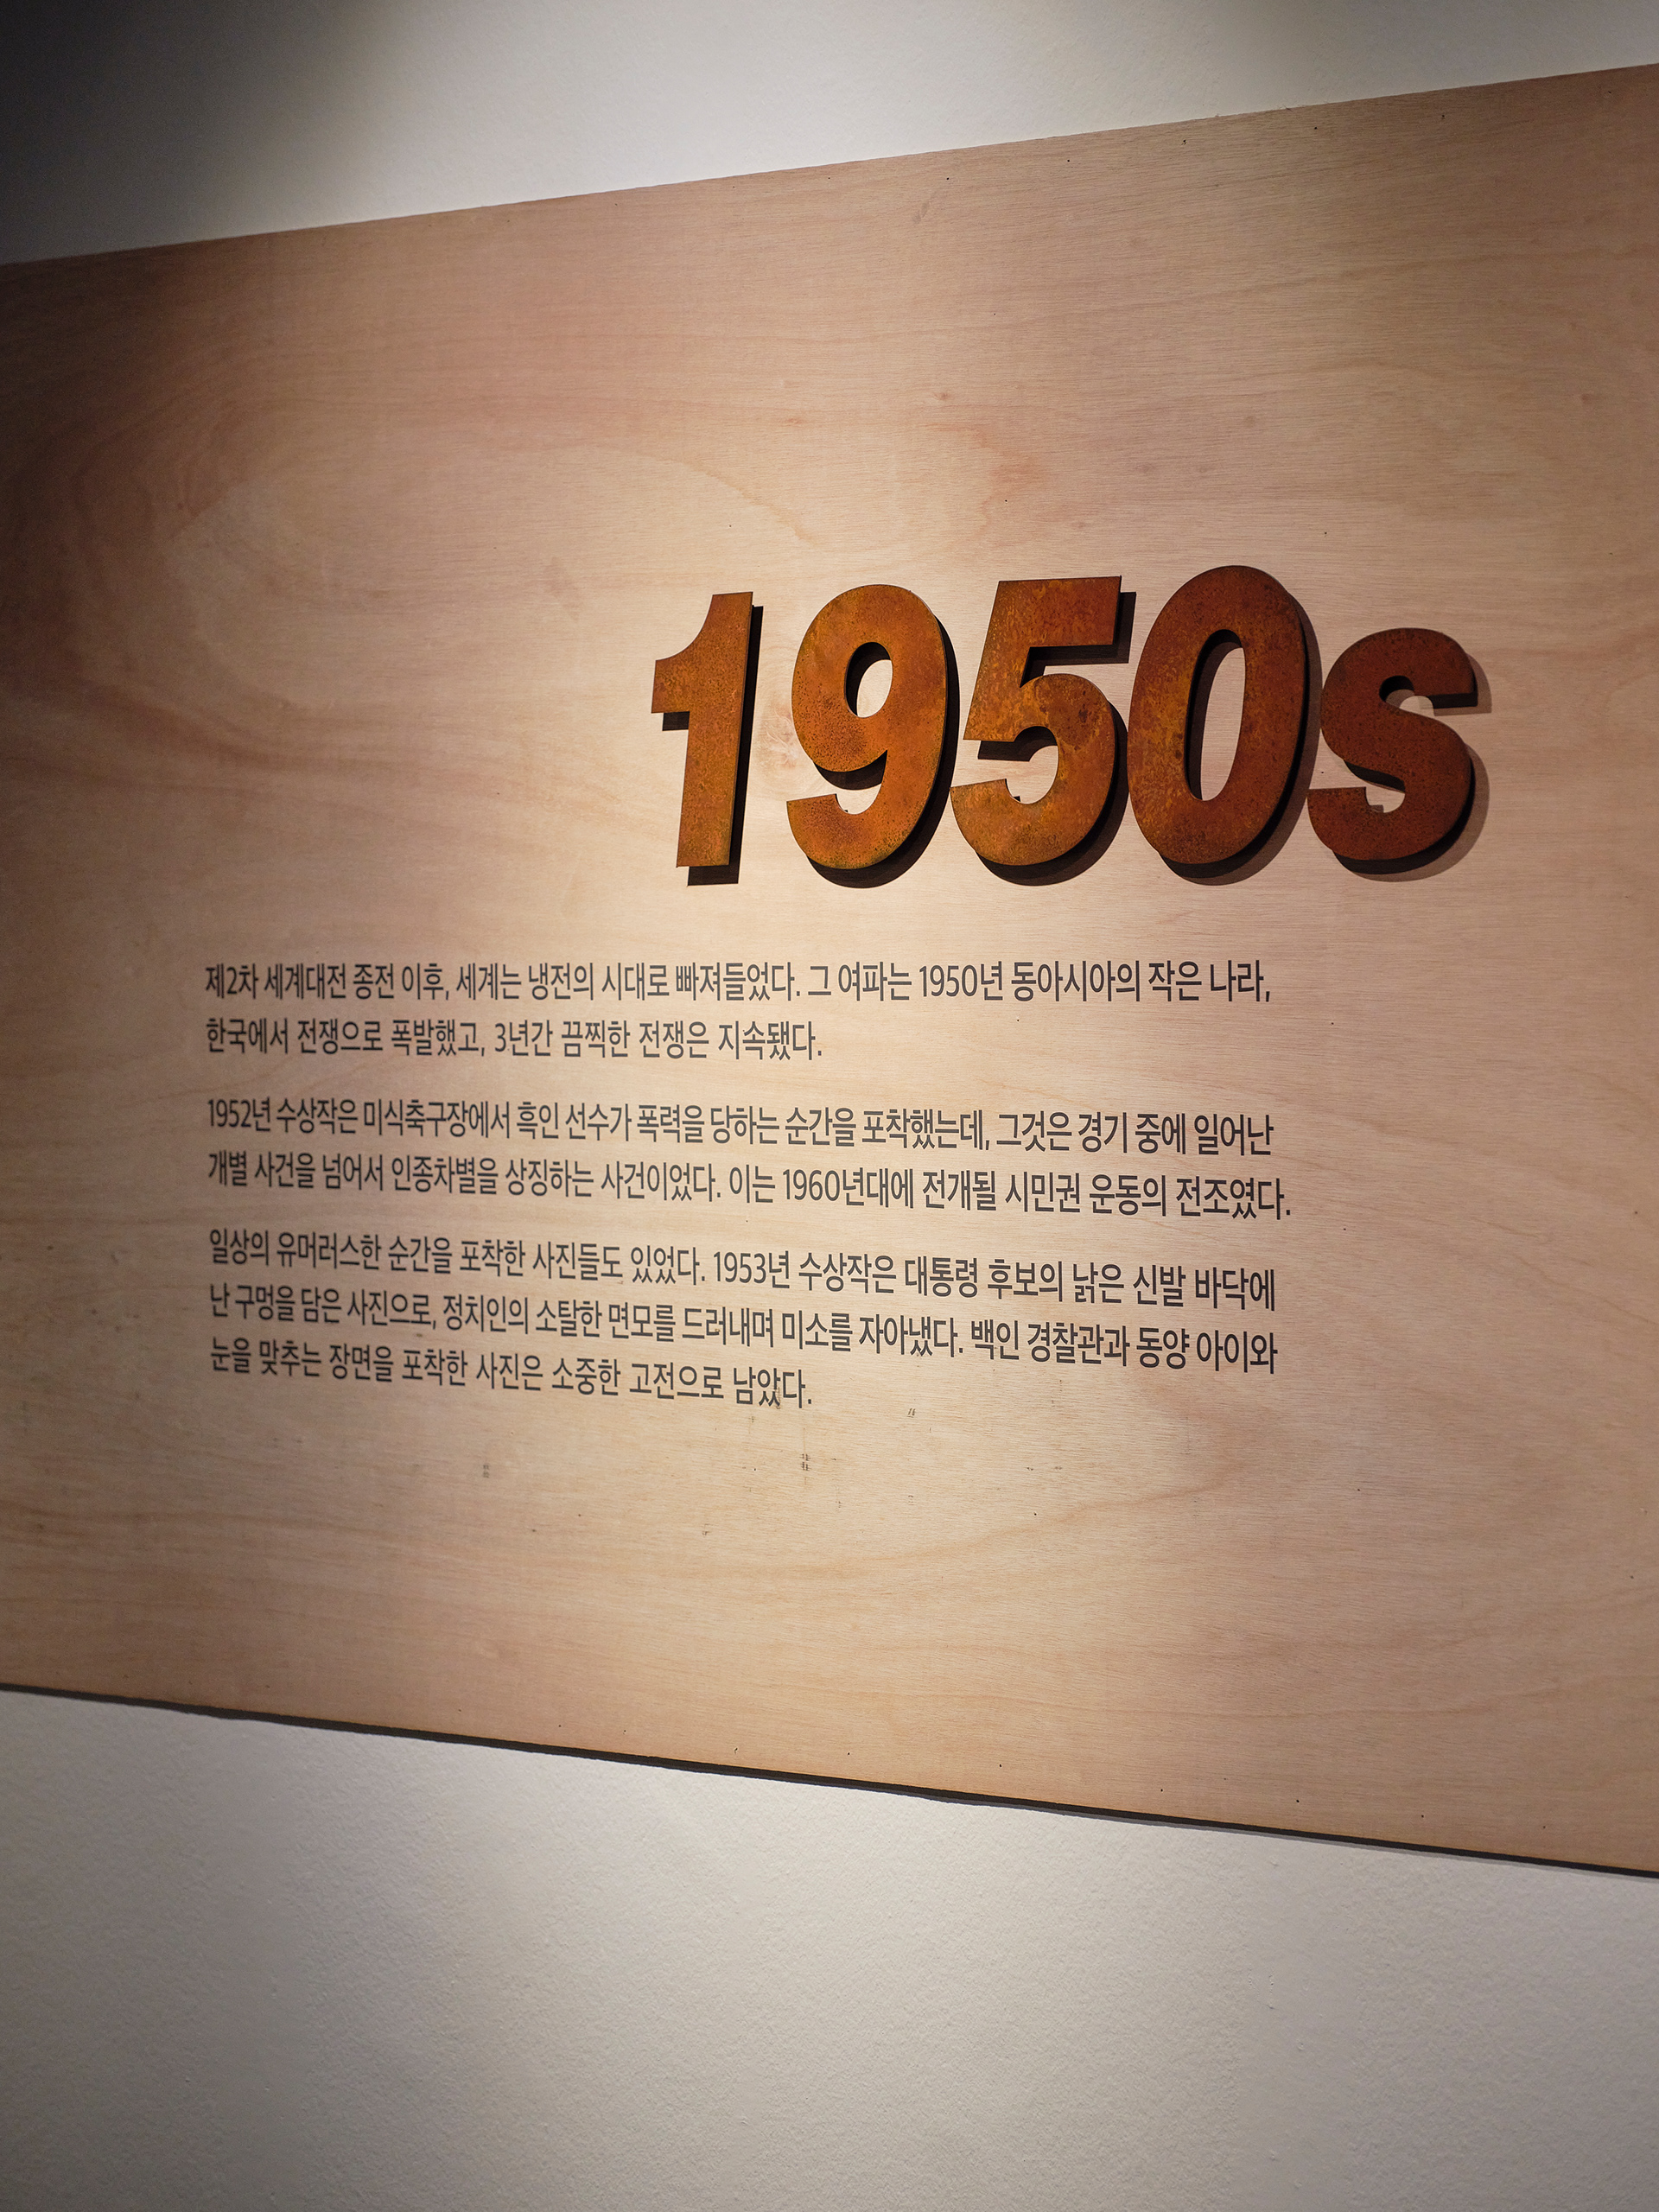 1950s
제2차 세계대전 종전 이후, 세계는 냉전의 시대로 빠져들었다. 그 여파는 1950년 동아시아의 작은 나라,
한국에서 전쟁으로 폭발했고, 3년간 끔찍한 전쟁은 지속됐다.
1952년 수상작은 미식축구장에서 흑인 선수가 폭력을 당하는 순간을 포착했는데, 그것은 경기 중에 일어난
개별 사건을 넘어서 인종차별을 상징하는 사건이었다. 이는 1960년대에 전개될 시민권 운동의 전조였다.
일상의 유머러스한 순간을 포착한 사진들도 있었다. 1953년 수상작은 대통령 후보의 낡은 신발 바닥에
난 구멍을 담은 사진으로, 정치인의 소탈한 면모를 드러내며 미소를 자아냈다. 백인 경찰관과 동양 아이와
눈을 맞추는 장면을 포착한 사진은 소중한 고전으로 남았다.